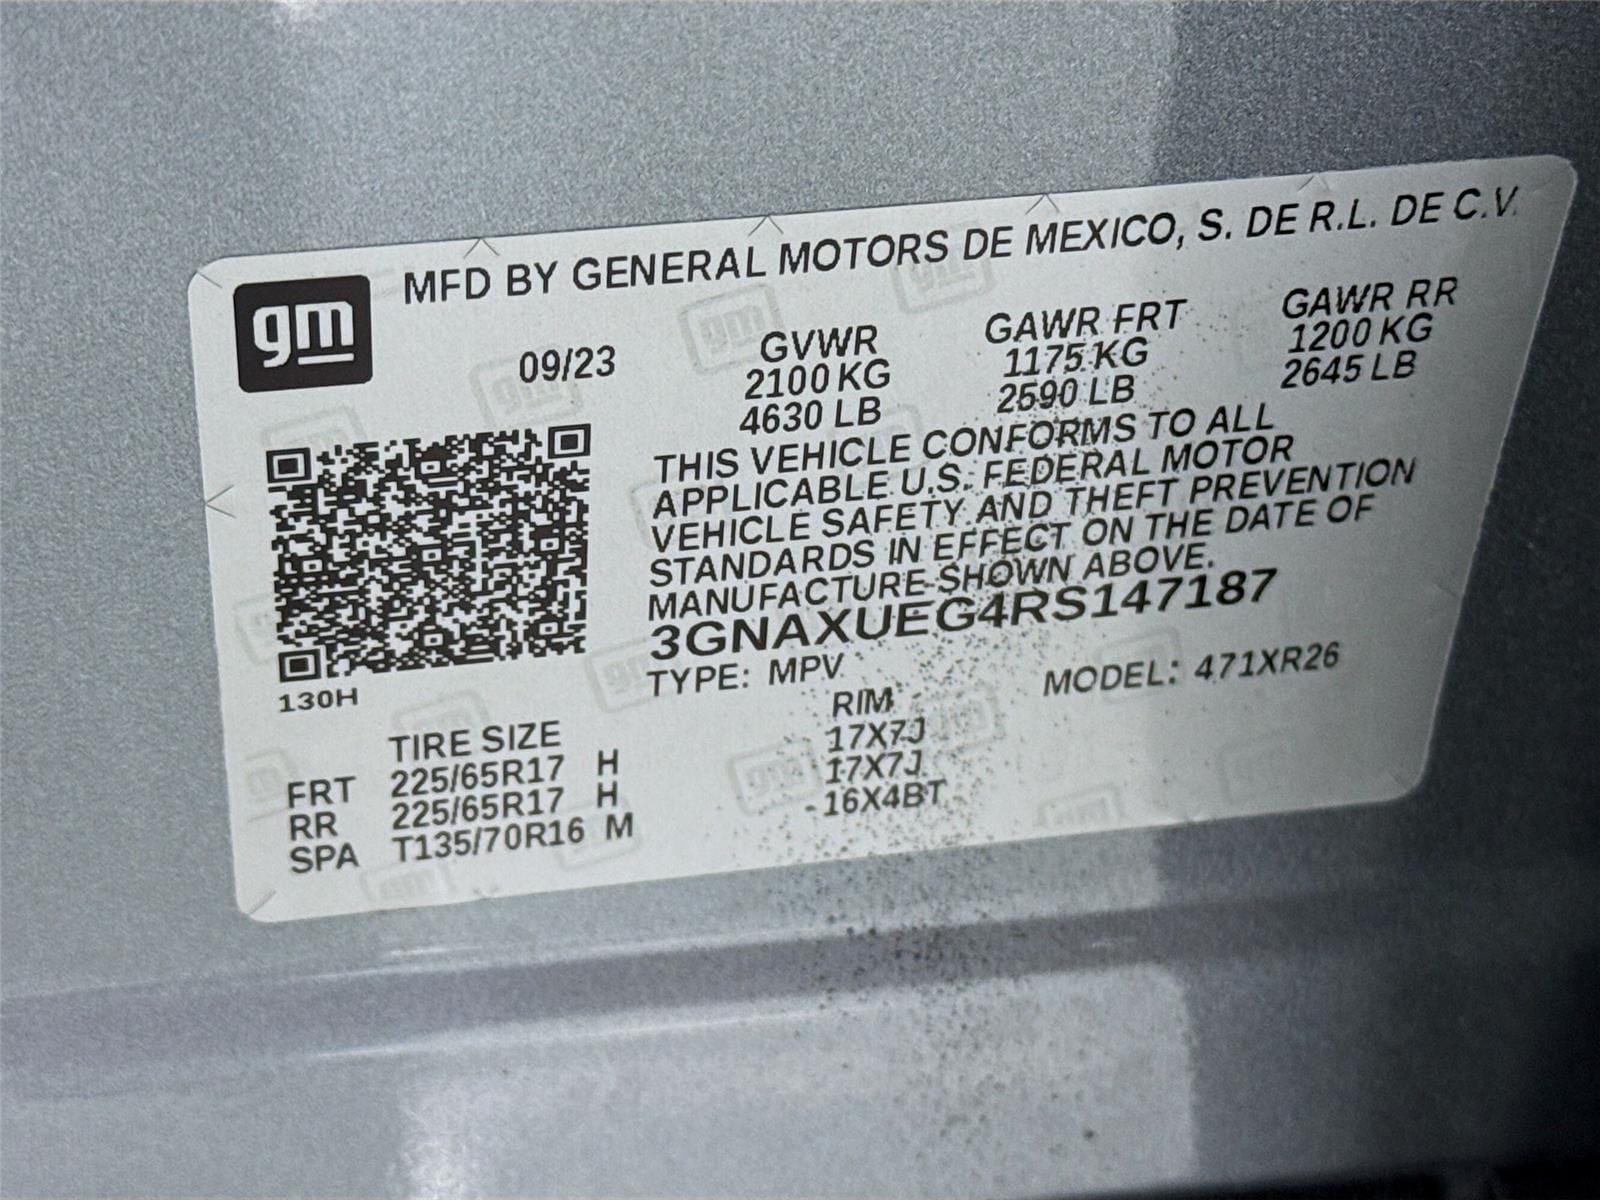 gm MFD BY GENERAL MOTORS DE MEXICO, S. DE R.L. DE C.V.
09/23 GVWR GAWR FRT GAWR RR
2100 KG 1175 KG 1200 KG
4630 LB 2590 LB 2645 LB
THIS VEHICLE CONFORMS TO ALL
APPLICABLE U.S. FEDERAL MOTOR
VEHICLE SAFETY AND THEFT PREVENTION
STANDARDS IN EFFECT ON THE DATE OF
MANUFACTURE SHOWN ABOVE.
3GNAXUEG4RS147187
TYPE: MPV MODEL: 471XR26
130H
TIRE SIZE RIM
FRT 225/65R17 H 17X7J
RR 225/65R17 H 17X7J
SPA T135/70R16 M 16X4BT